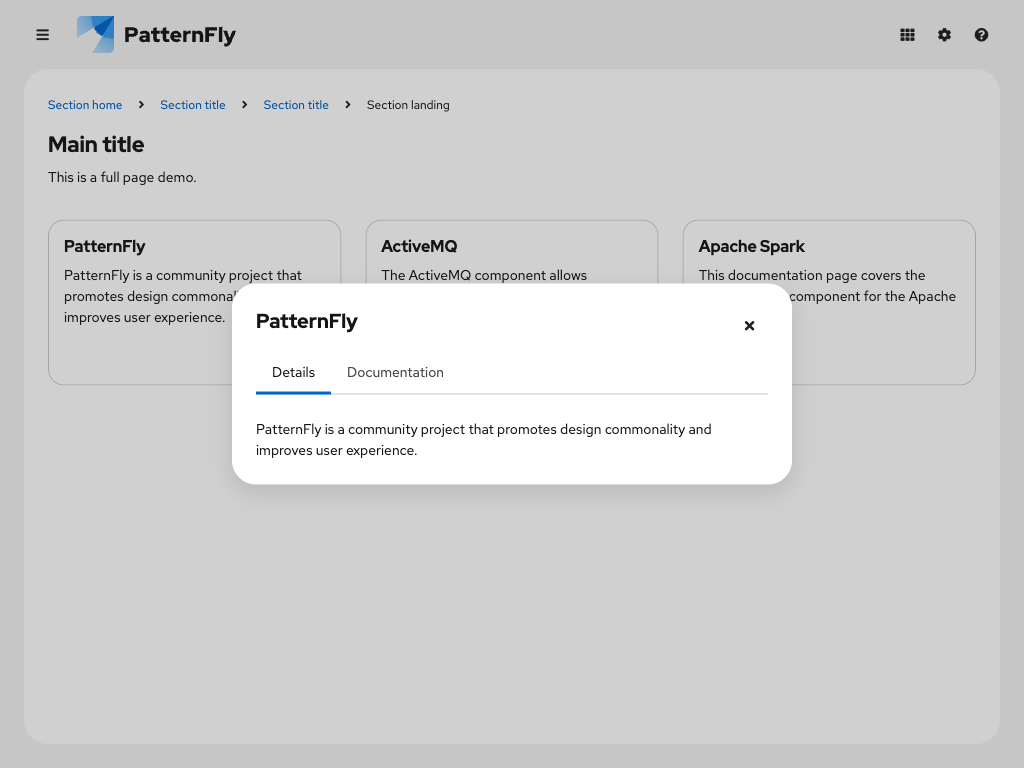 PatternFly
Section home
Section title
Section title
Section landing
Main title
This is a full page demo.
PatternFly
PatternFly is a community project that
promotes design
improves user experience.
ActiveMQ
The ActiveMQ component allows
Apache Spark
This documentation page covers the
component for the Apache
PatternFly
Details
Documentation
PatternFly is a community project that promotes design commonality and
improves user experience.